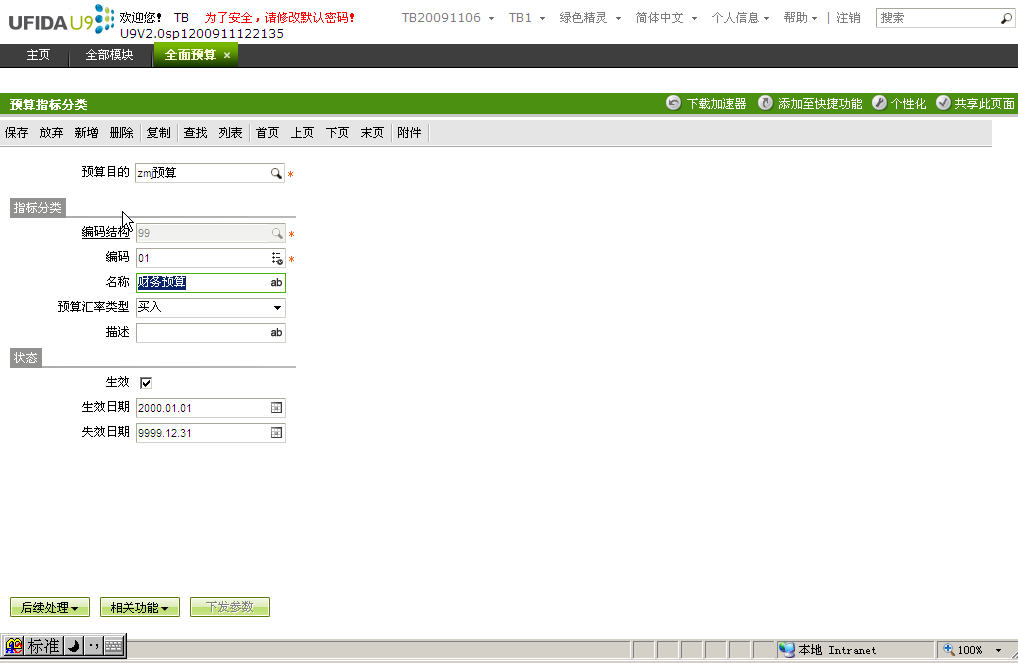 UFIDA U9 欢迎您! TB 为了安全，请修改默认密码! TB20091106 TB1 绿色精灵 简体中文 个人信息 帮助 | 注销 搜索
U9V2.0sp1200911122135
主页 全部模块 全面预算 ×
预算指标分类 下载加速器 添加至快捷功能 个性化 共享此页面
保存 放弃 新增 删除 复制 查找 列表 首页 上页 下页 末页 附件
预算目的 zmj预算 *
指标分类
编码结构 99 *
编码 01 *
名称 财务预算 ab
预算汇率类型 买入
描述 ab
状态
生效
生效日期 2000.01.01
失效日期 9999.12.31
后续处理 相关功能 下发参数
标准 本地 Intranet 100%